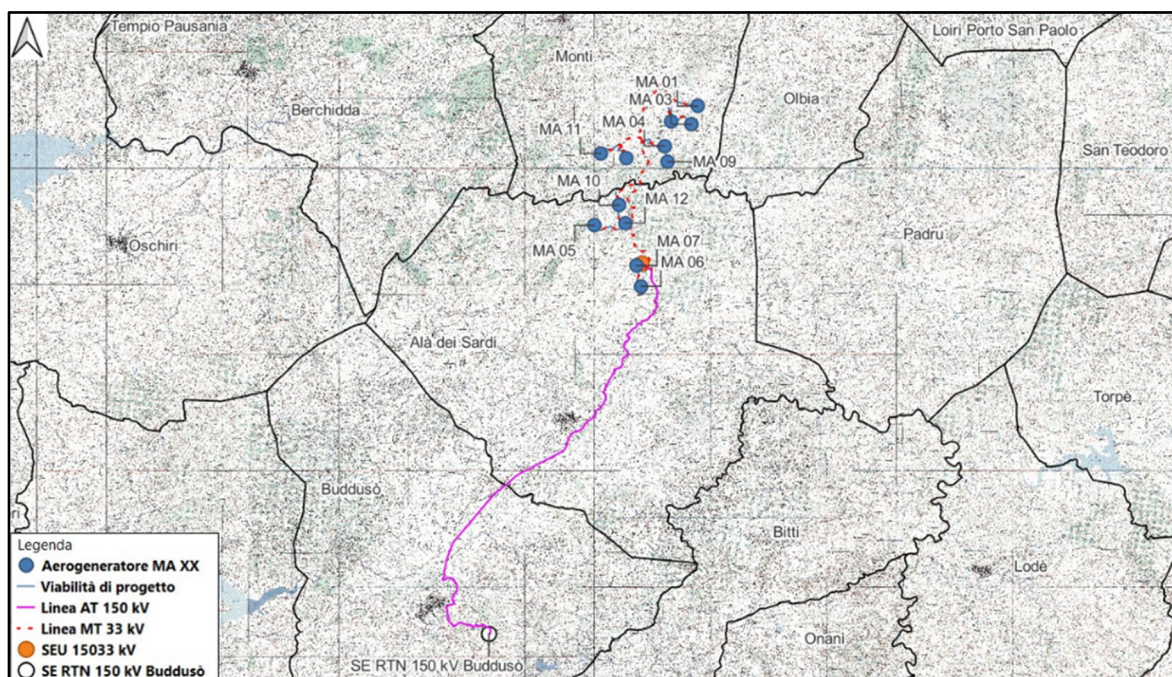 Tempio Pausania
Monti
Loiri Porto San Paolo
Berchidda
MA 01
MA 03
Olbia
MA 04
MA 11
San Teodoro
MA 09
MA 10
MA 12
Oschiri
Padru
MA 05
MA 07
MA 06
Alà dei Sardi
Torpè
Buddusò
Bitti
Lodè
Onanì
SE RTN 150 kV Buddusò
Legenda
Aerogeneratore MA XX
Viabilità di progetto
Linea AT 150 kV
Linea MT 33 kV
SEU 15033 kV
SE RTN 150 kV Buddusò